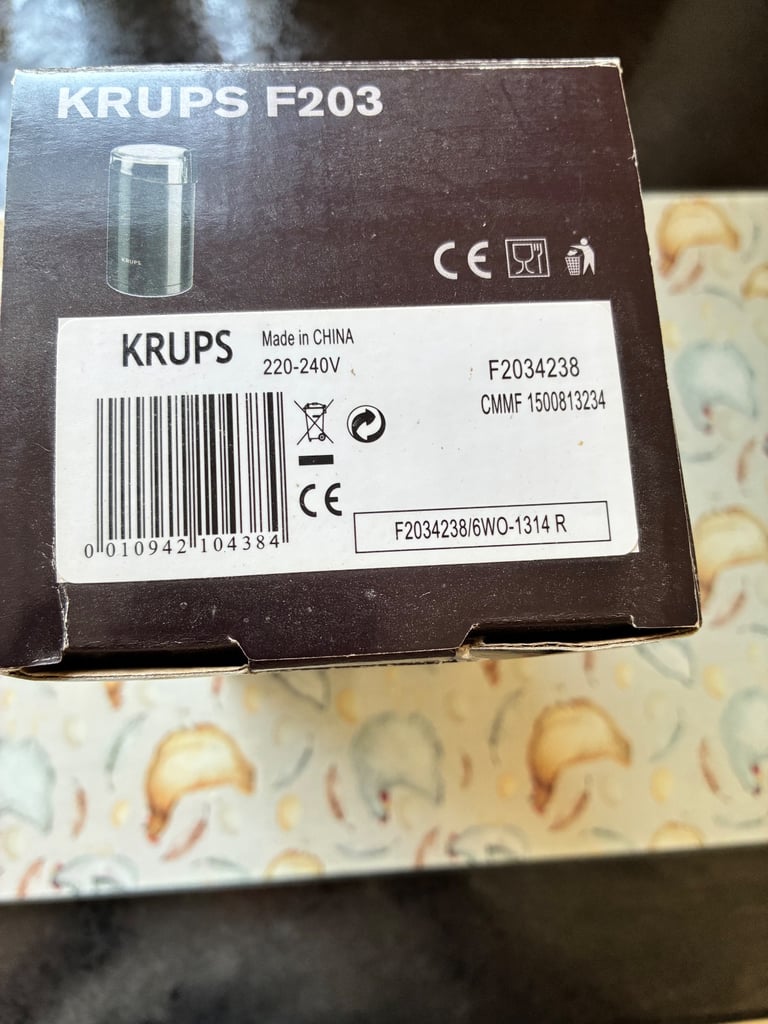 KRUPS F203
KRUPS
CE
KRUPS
Made in CHINA
220-240V
F2034238
CMMF 1500813234
CE
F2034238/6WO-1314 R
0 010942 104384